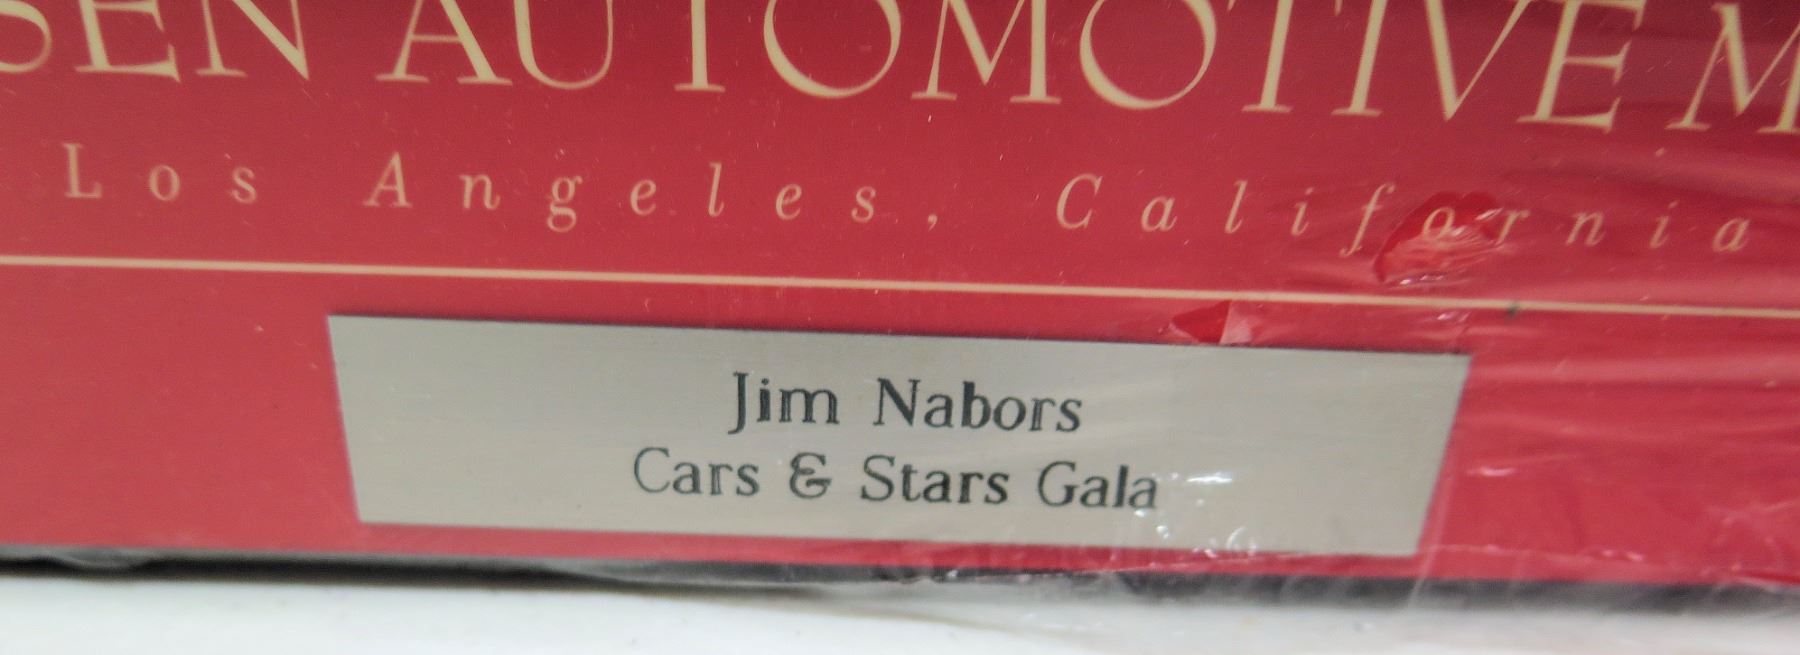 SEN AUTOMOTIVE M
Los Angeles, California
Jim Nabors
Cars & Stars Gala